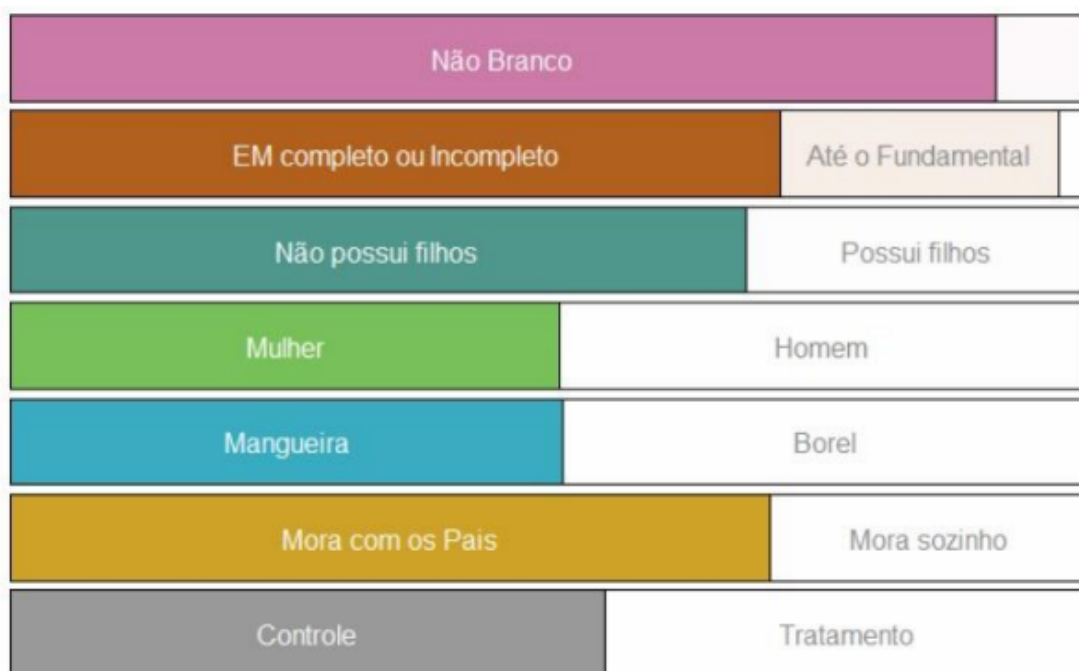 Não Branco
EM completo ou Incompleto Até o Fundamental
Não possui filhos Possui filhos
Mulher Homem
Mangueira Borel
Mora com os Pais Mora sozinho
Controle Tratamento